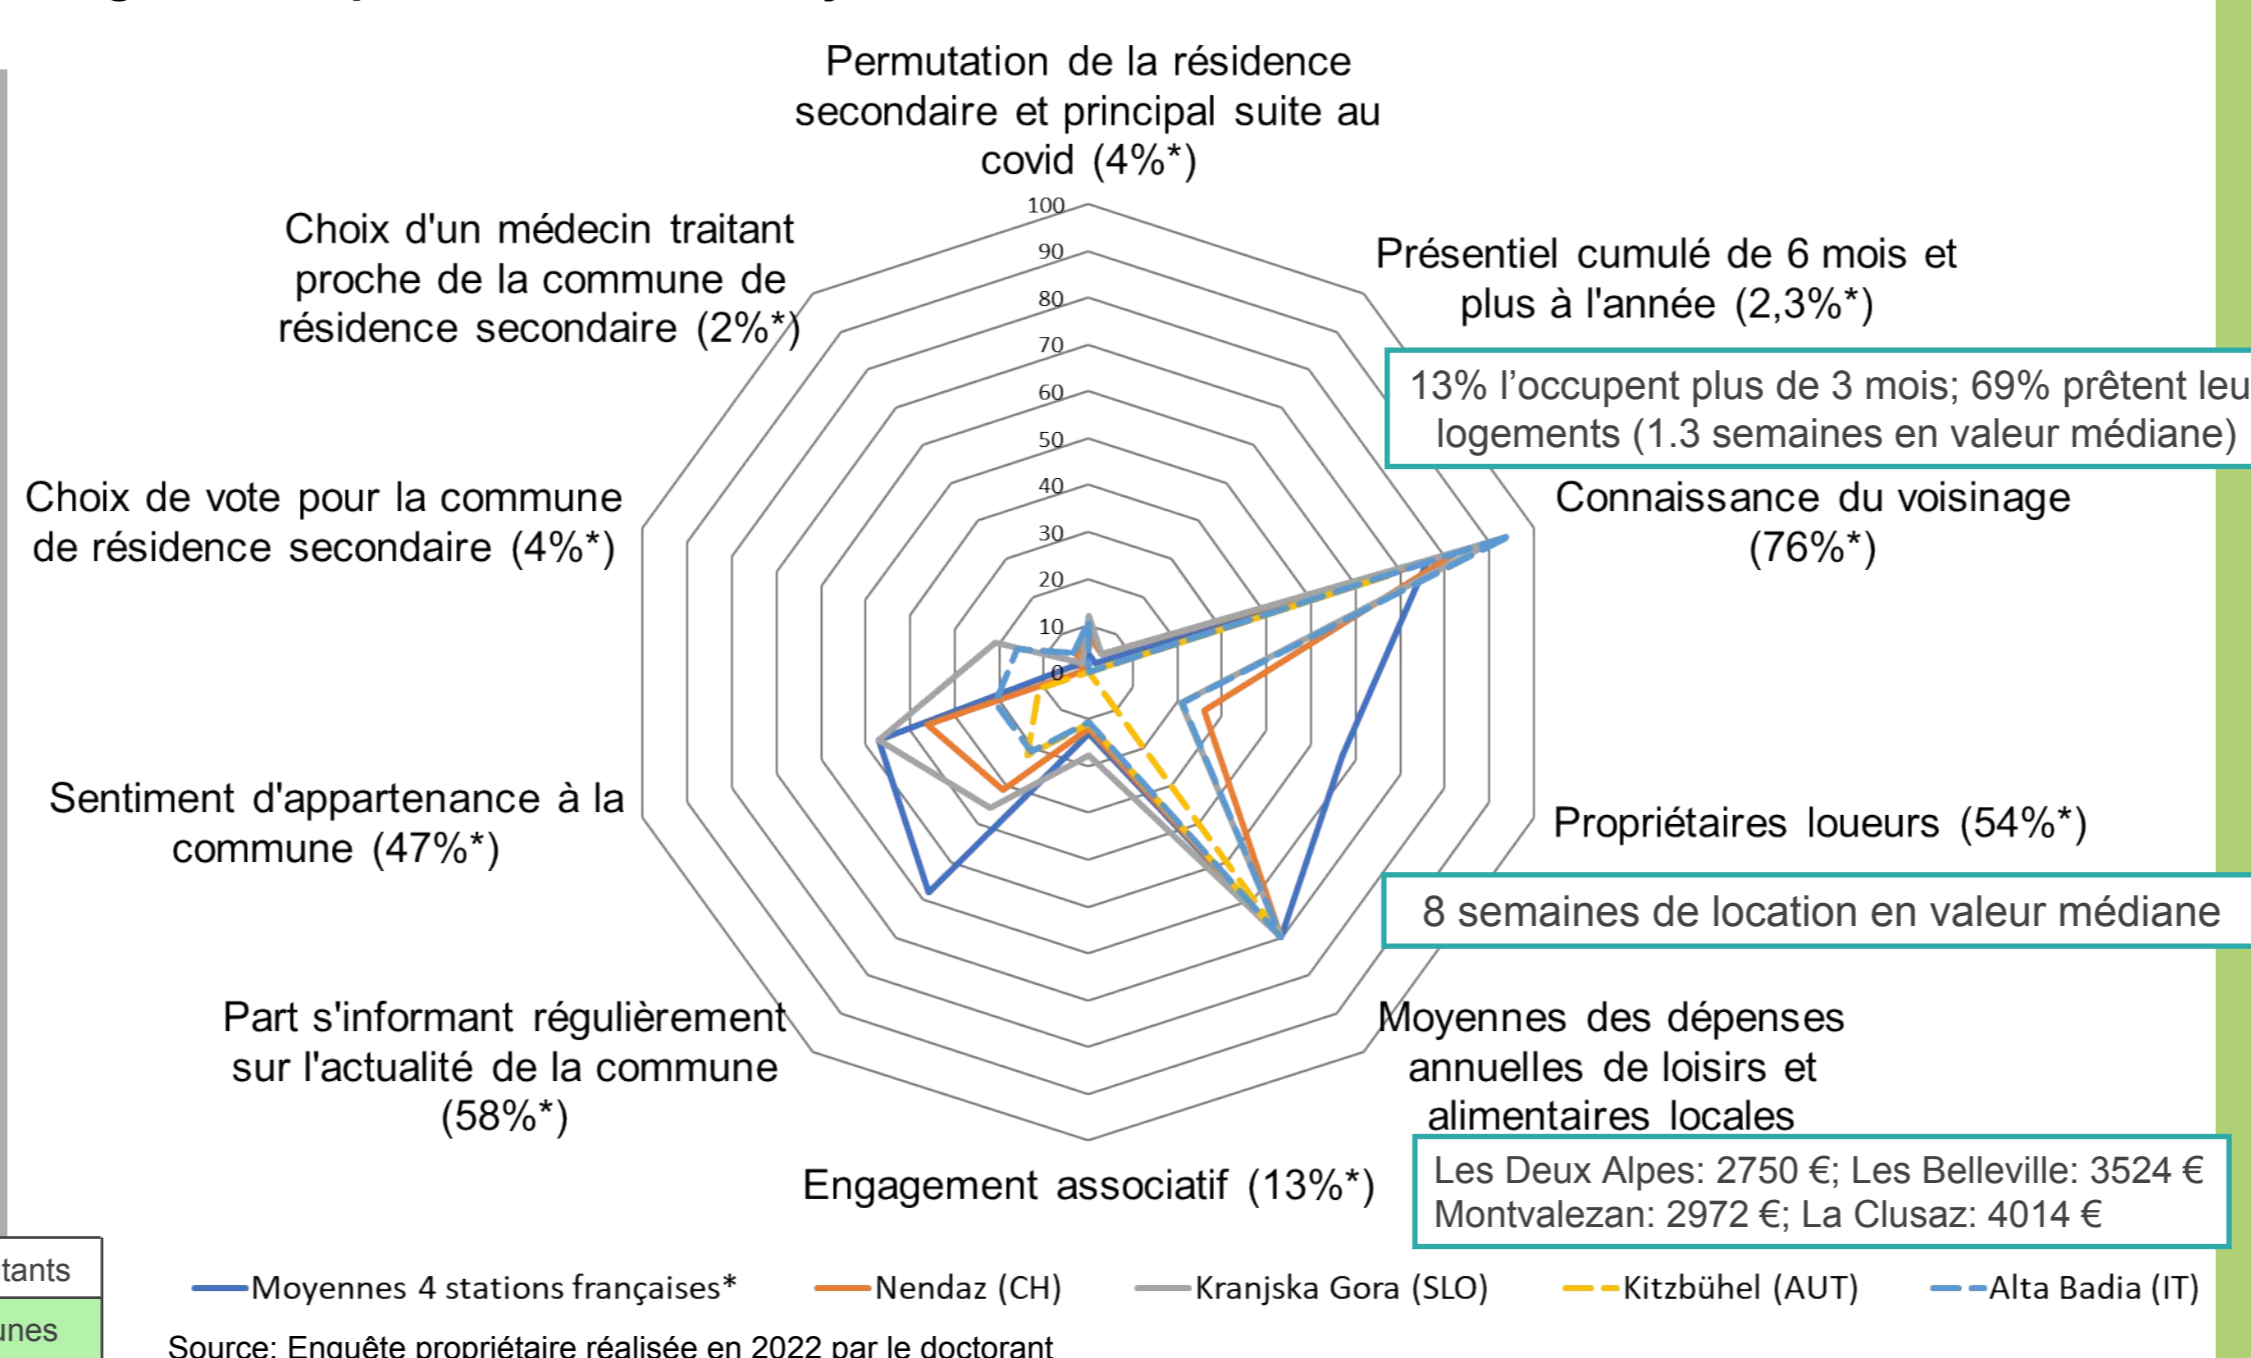 Permutation de la résidence
secondaire et principal suite au
covid (4%*)
Choix d'un médecin traitant
proche de la commune de
résidence secondaire (2%*)
Présentiel cumulé de 6 mois et
plus à l'année (2,3%*)
13% l’occupent plus de 3 mois; 69% prêtent
logements (1.3 semaines en valeur médiane)
Choix de vote pour la commune
de résidence secondaire (4%*)
Connaissance du voisinage
(76%*)
100
90
80
70
60
50
40
30
20
10
0
Sentiment d'appartenance à la
commune (47%*)
Propriétaires loueurs (54%*)
8 semaines de location en valeur médiane
Part s'informant régulièrement
sur l'actualité de la commune
(58%*)
Moyennes des dépenses
annuelles de loisirs et
alimentaires locales
Les Deux Alpes: 2750 €; Les Belleville: 3524 €
Montvalezan: 2972 €; La Clusaz: 4014 €
Engagement associatif (13%*)
Moyennes 4 stations françaises*
Nendaz (CH)
Kranjska Gora (SLO)
Kitzbühel (AUT)
Alta Badia (IT)
Source: Enquête propriétaire réalisée en 2022 par le doctorant